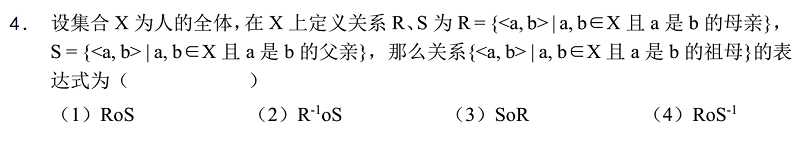 4. 设集合 X 为人的全体，在 X 上定义关系 R、S 为 R = {<a, b> | a, b∈X 且 a 是 b 的母亲}，
S = {<a, b> | a, b∈X 且 a 是 b 的父亲}，那么关系{<a, b> | a, b∈X 且 a 是 b 的祖母}的表
达式为（ ）
（1）RoS （2）R⁻¹oS （3）SoR （4）RoS⁻¹